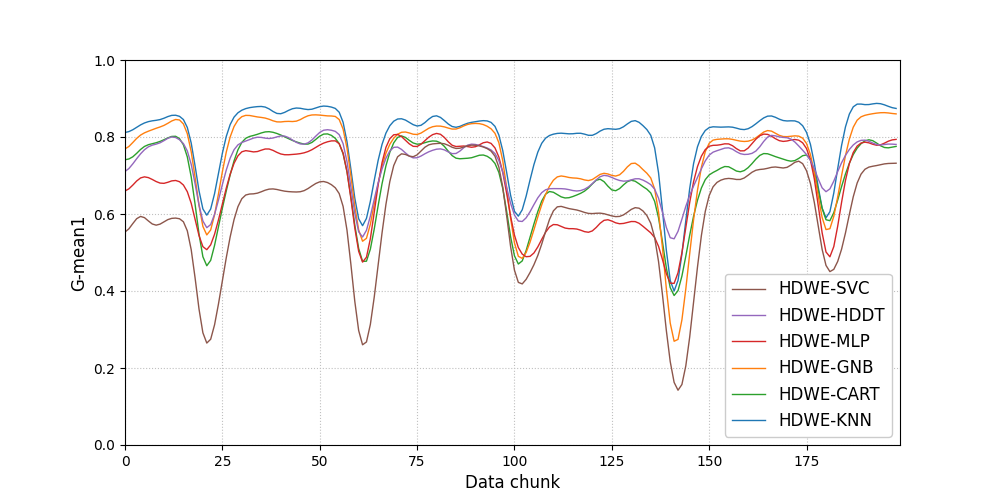 G-mean1
1.0
0.8
0.6
0.4
0.2
0.0
0 25 50 75 100 125 150 175
Data chunk
HDWE-SVC
HDWE-HDDT
HDWE-MLP
HDWE-GNB
HDWE-CART
HDWE-KNN